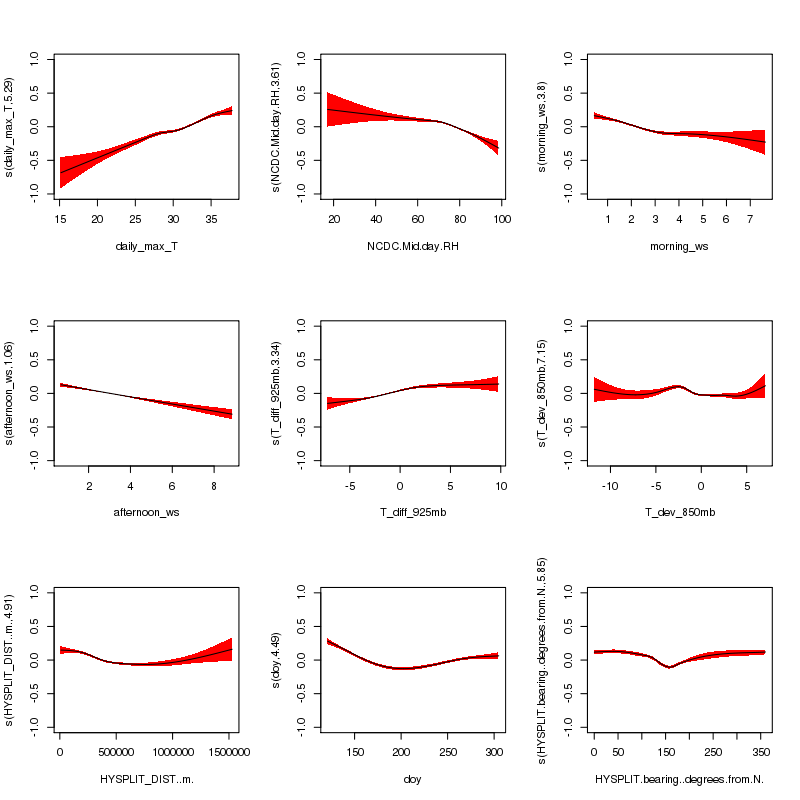 s(daily_max_T,5.29)
1.0
0.5
0.0
-0.5
-1.0
15 20 25 30 35
daily_max_T
s(NCDC.Mid.day.RH,3.61)
1.0
0.5
0.0
-0.5
-1.0
20 40 60 80 100
NCDC.Mid.day.RH
s(morning_ws,3.8)
1.0
0.5
0.0
-0.5
-1.0
1 2 3 4 5 6 7
morning_ws
s(afternoon_ws,1.06)
1.0
0.5
0.0
-0.5
-1.0
2 4 6 8
afternoon_ws
s(T_diff_925mb,3.34)
1.0
0.5
0.0
-0.5
-1.0
-5 0 5 10
T_diff_925mb
s(T_dev_850mb,7.15)
1.0
0.5
0.0
-0.5
-1.0
-10 -5 0 5
T_dev_850mb
s(HYSPLIT_DIST..m.,4.91)
1.0
0.5
0.0
-0.5
-1.0
0 500000 1000000 1500000
HYSPLIT_DIST..m.
s(doy,4.49)
1.0
0.5
0.0
-0.5
-1.0
150 200 250 300
doy
s(HYSPLIT.bearing..degrees.from.N.,5.85)
1.0
0.5
0.0
-0.5
-1.0
0 50 150 250 350
HYSPLIT.bearing..degrees.from.N.